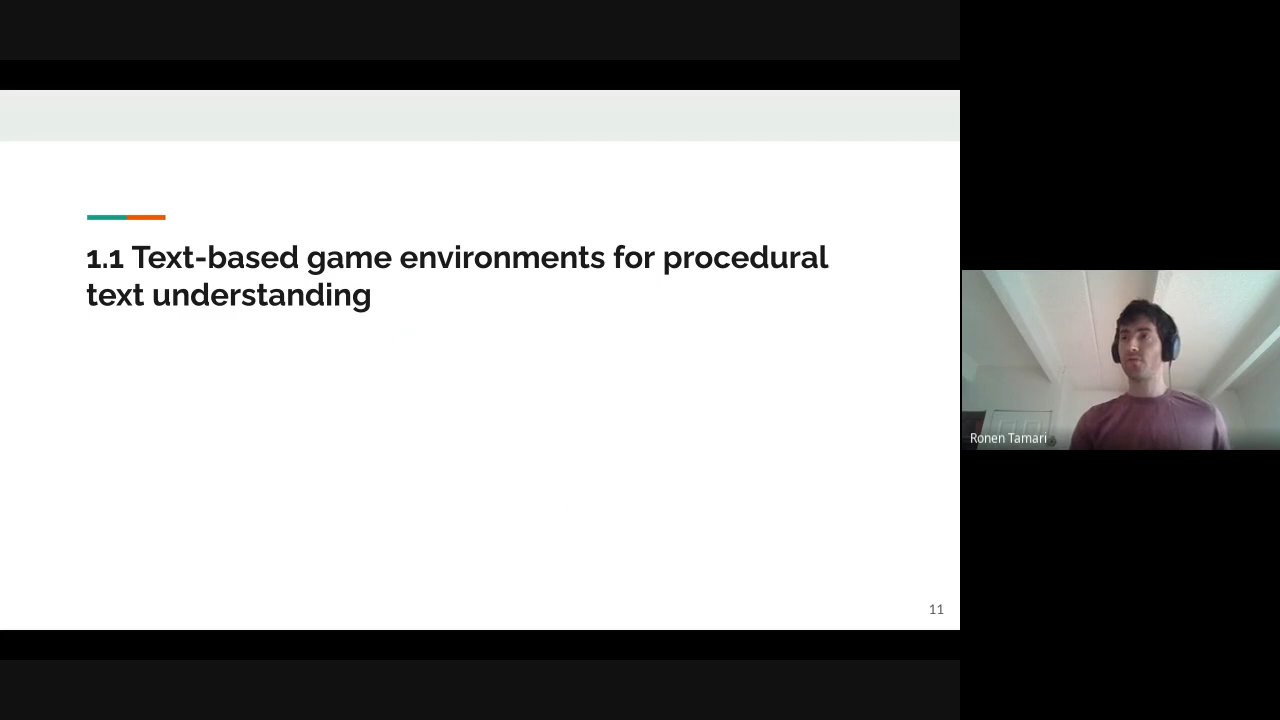 1.1 Text-based game environments for procedural
text understanding
11
Ronen Tamari